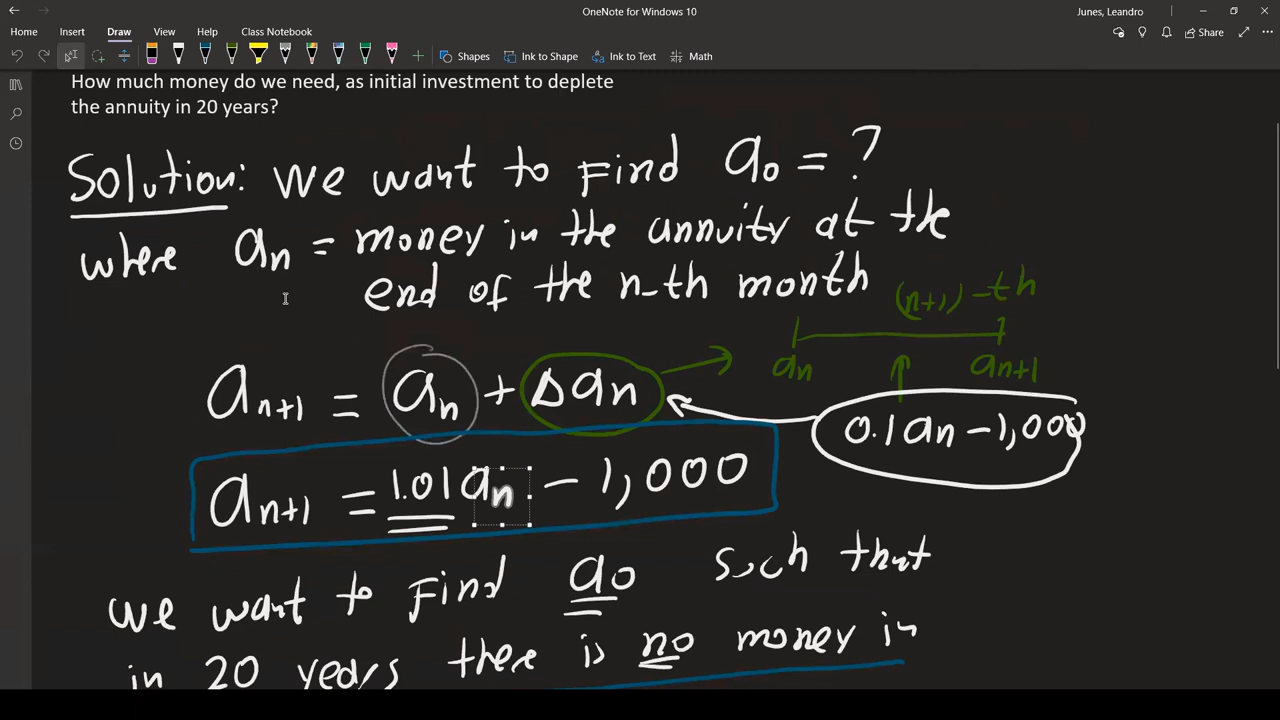 OneNote for Windows 10
Junes, Leandro
Home Insert Draw View Help Class Notebook
Share
Shapes Ink to Shape Ink to Text Math
How much money do we need, as initial investment to deplete
the annuity in 20 years?
Solution: We want to Find a0 = ?
where an = money in the annuity at the
end of the n-th month
(n+1)-th
an an+1
an+1 = an + Δan
0.1an - 1,000
an+1 = 1.01an - 1,000
we want to Find a0 such that
in 20 years there is no money in